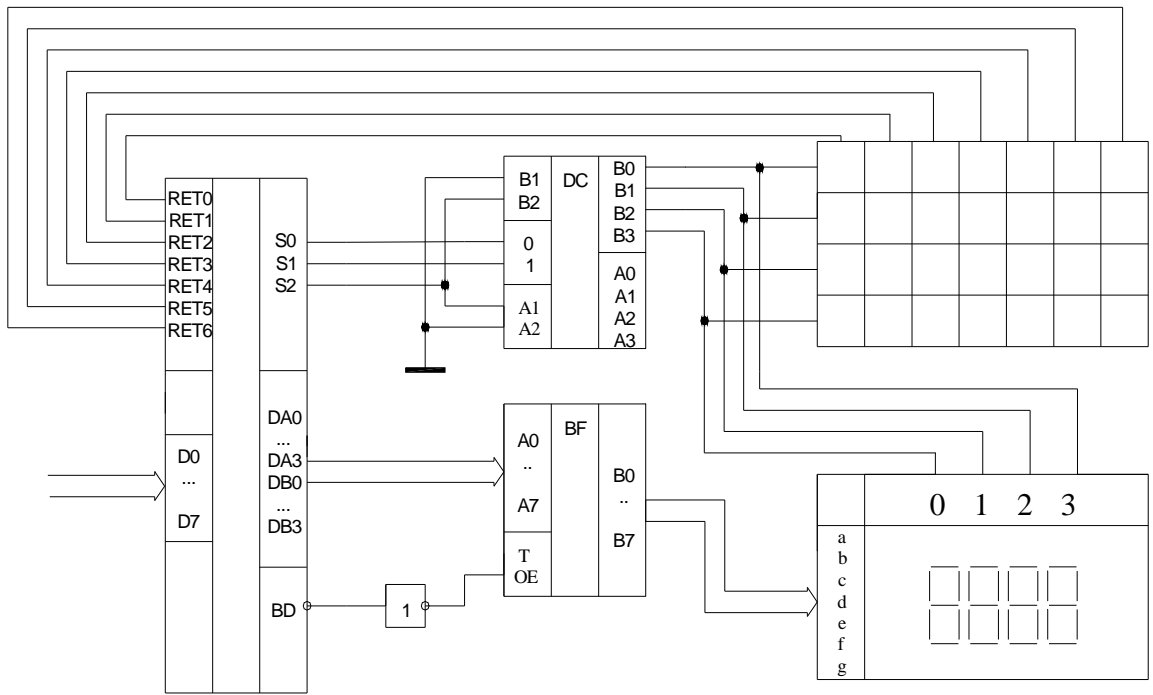 RET0
RET1
RET2
RET3
RET4
RET5
RET6
S0
S1
S2
D0
...
D7
DA0
...
DA3
DB0
...
DB3
BD
1
B1
B2
0
1
A1
A2
DC
B0
B1
B2
B3
A0
A1
A2
A3
A0
..
A7
T
OE
BF
B0
..
B7
0 1 2 3
a
b
c
d
e
f
g